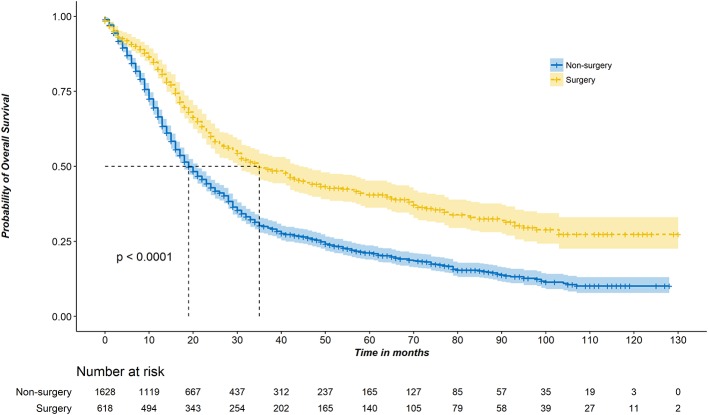 Probability of Overall Survival
1.00
0.75
0.50
0.25
0.00
Non-surgery
Surgery
p < 0.0001
0 10 20 30 40 50 60 70 80 90 100 110 120 130
Time in months
Number at risk
Non-surgery 1628 1119 667 437 312 237 165 127 85 57 35 19 3 0
Surgery 618 494 343 254 202 165 140 105 79 58 39 27 11 2